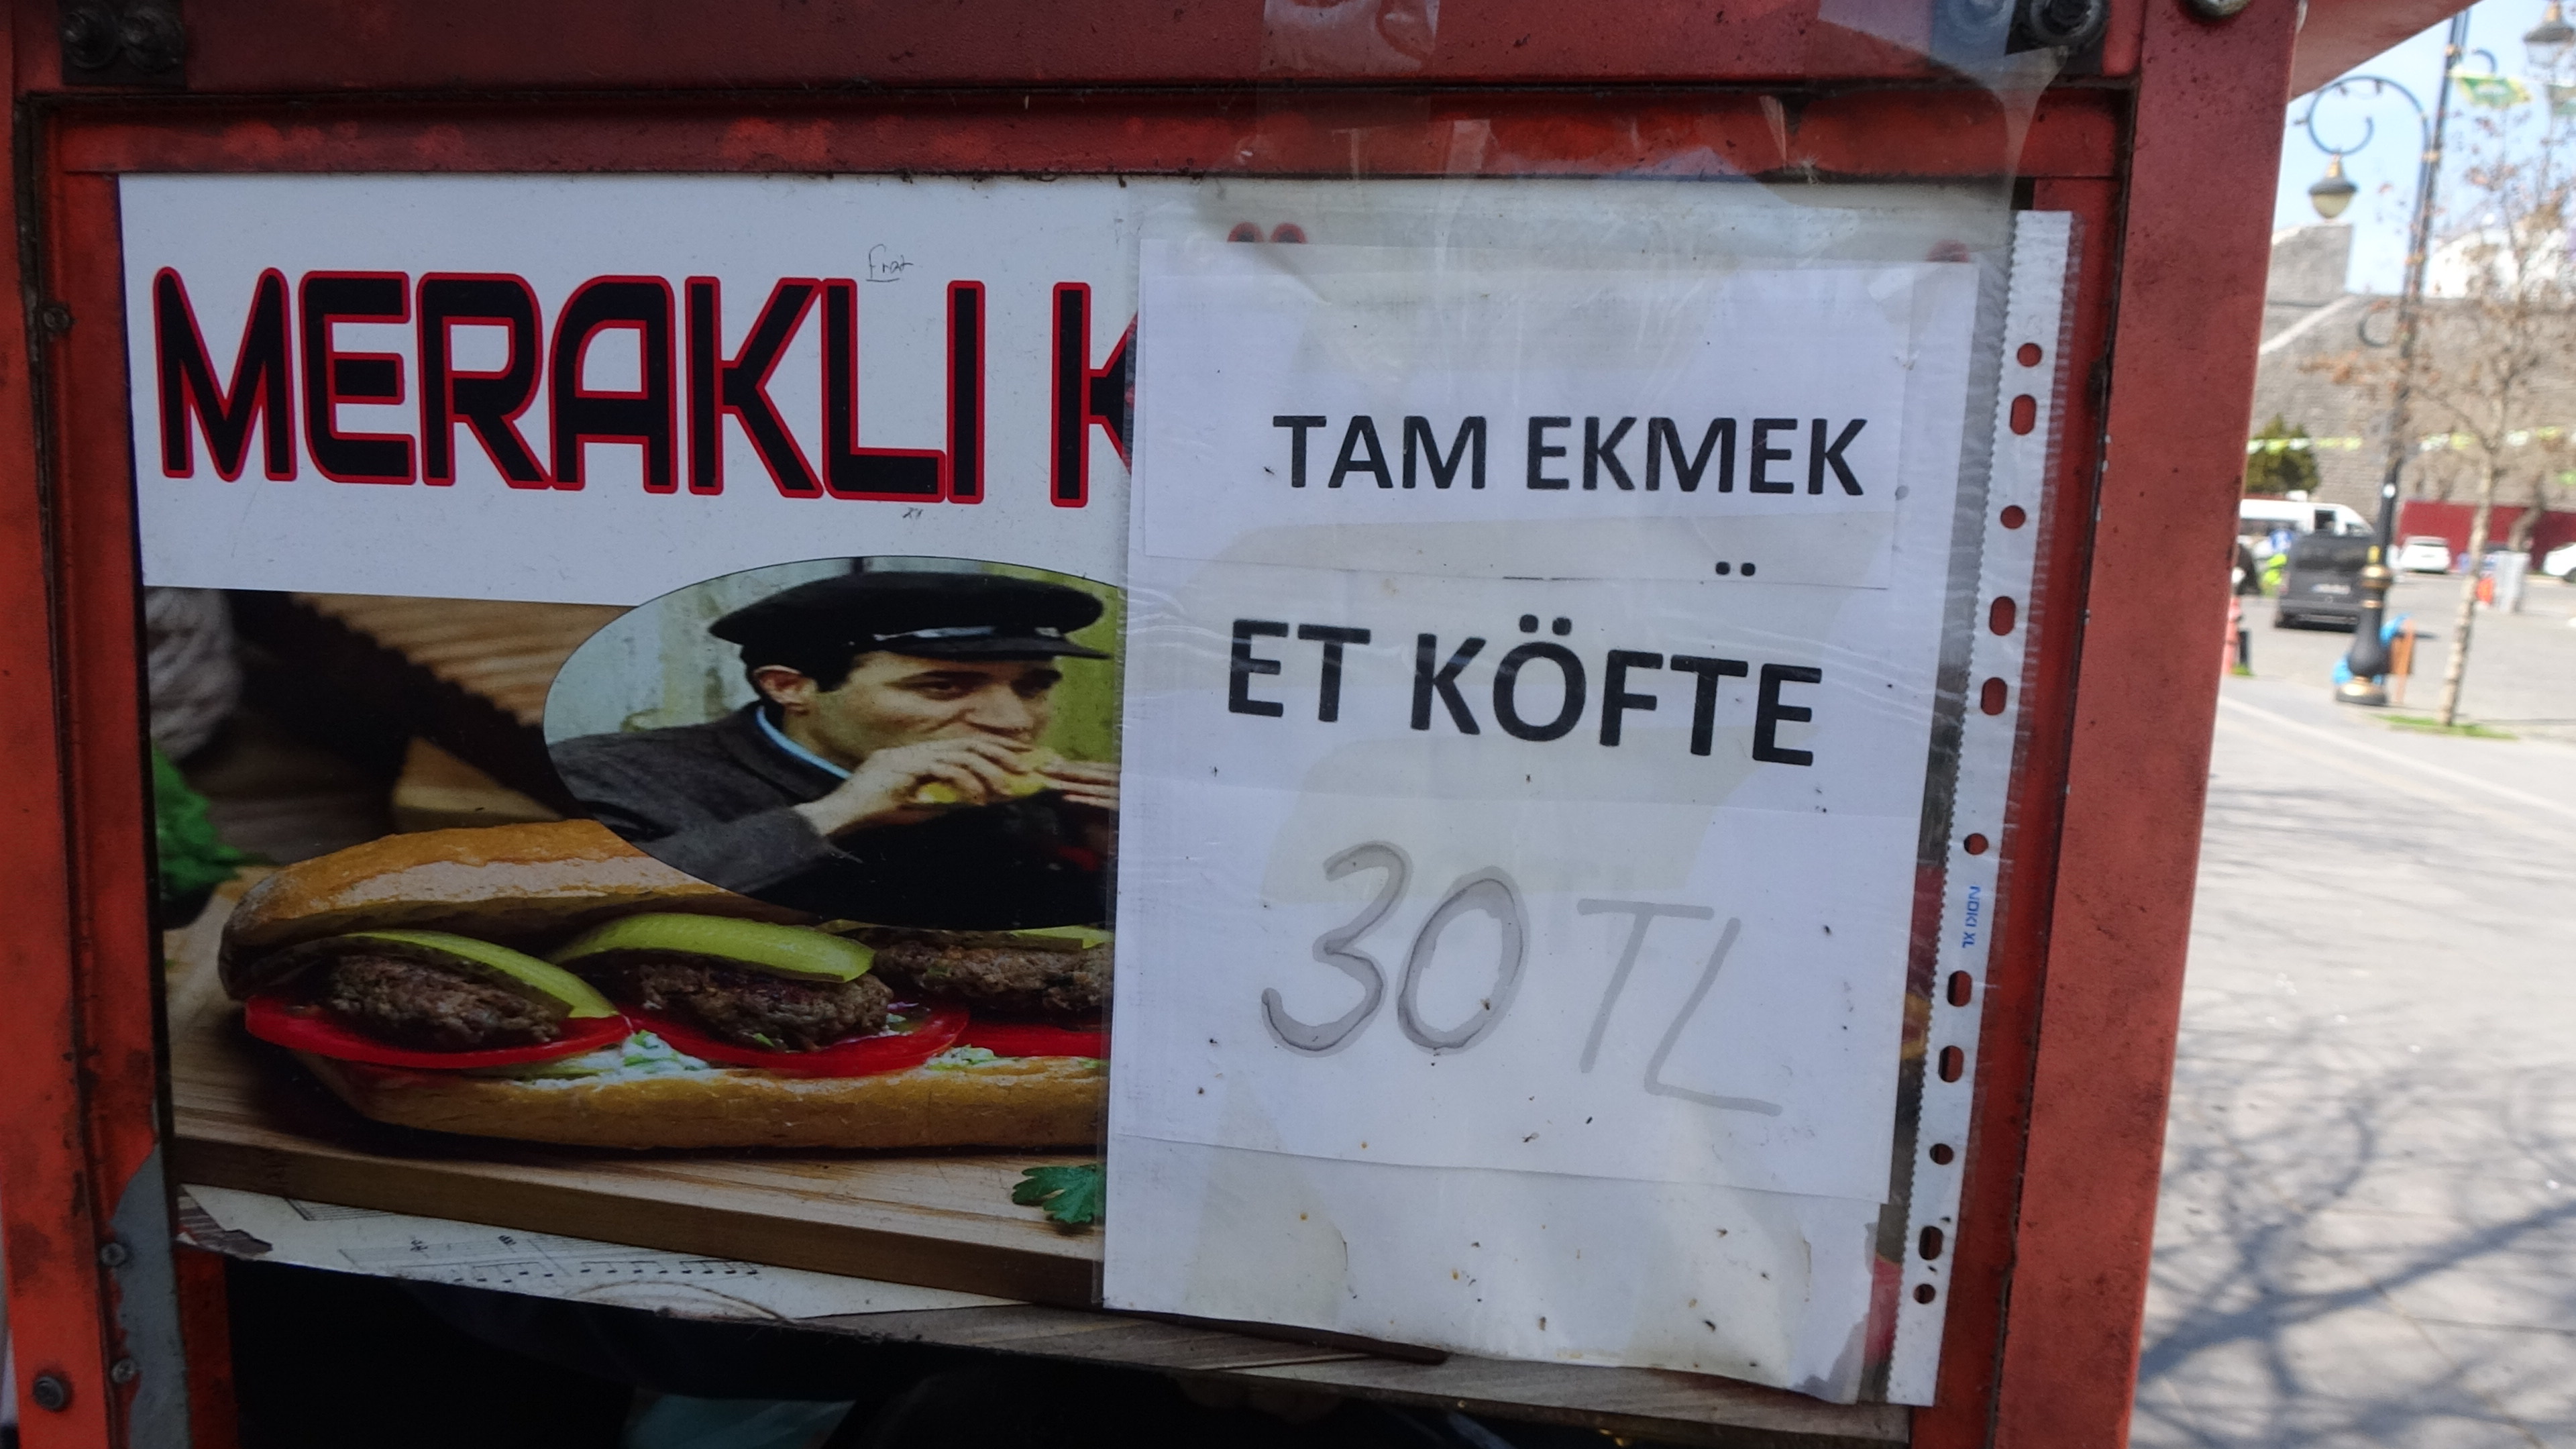 MERAKLI K
TAM EKMEK
ET KÖFTE
30 TL